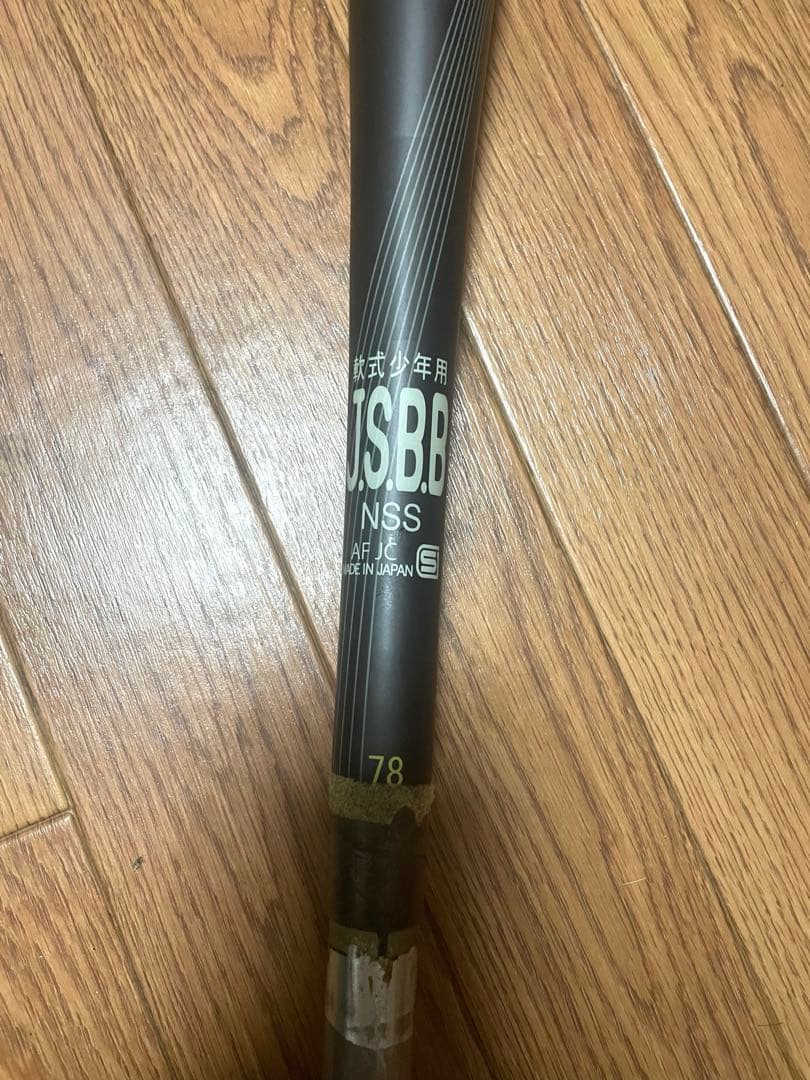 軟式少年用
J.S.B.B
NSS
AF JC
MADE IN JAPAN S
78